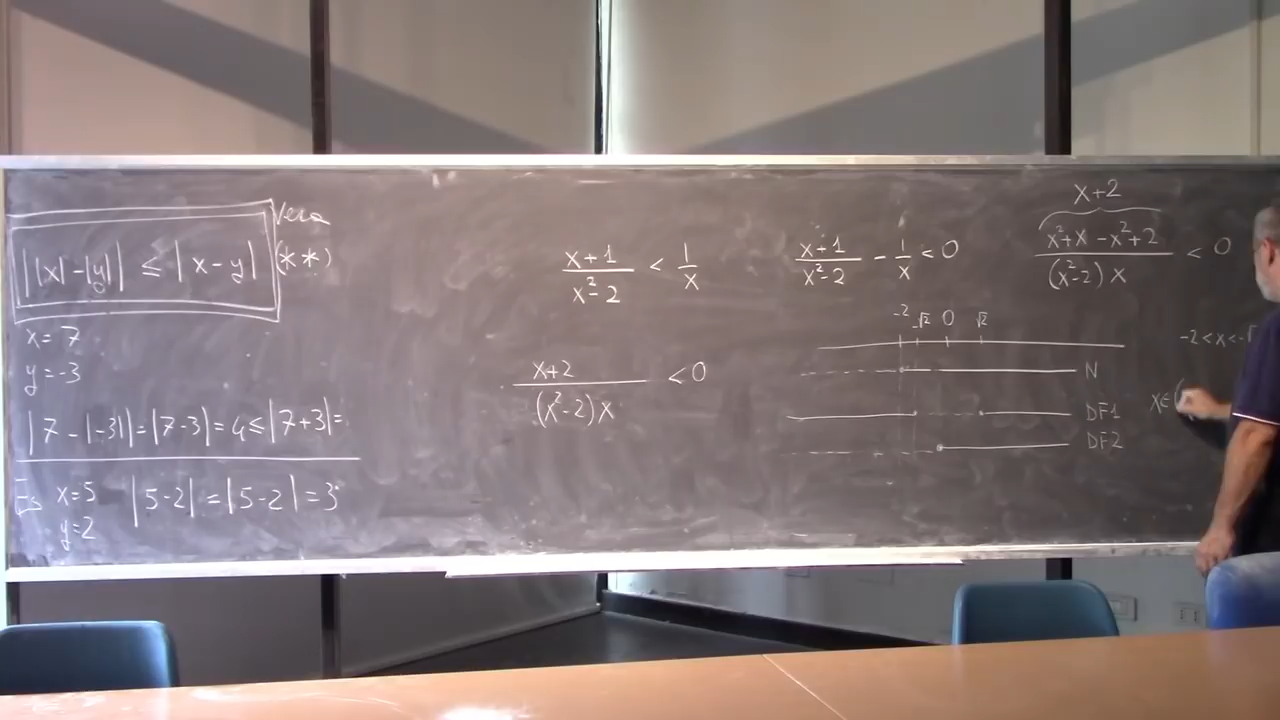 ||x|-|y|| ≤ |x-y|
Vera
(**)
x=7
y=-3
|7-|-3||=|7-3|=4≤|7+3|=
Es x=5
y=2
|5-2|=|5-2|=3
x+1/x²-2 < 1/x
x+2/(x²-2)x <0
x+1/x²-2 - 1/x <0
x+2
x²+x-x²+2/(x²-2)x < 0
-2 -√2 0 √2
N
DF1
DF2
-2<x<-√
x∈(